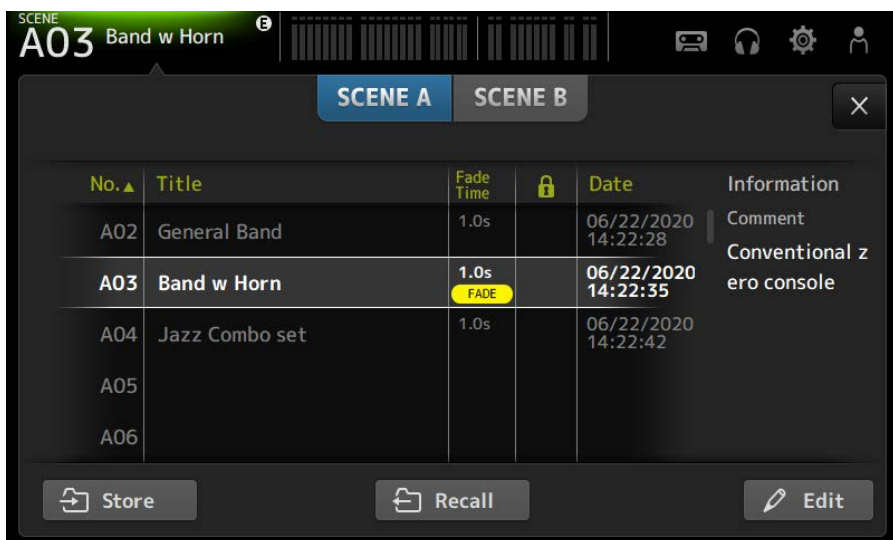 SCENE
A03 Band w Horn E
SCENE A SCENE B
No. Title Fade Time Date Information
A02 General Band 1.0s 06/22/2020 14:22:28
Comment
Conventional z
ero console
A03 Band w Horn 1.0s FADE 06/22/2020 14:22:35
A04 Jazz Combo set 1.0s 06/22/2020 14:22:42
A05
A06
Store Recall Edit